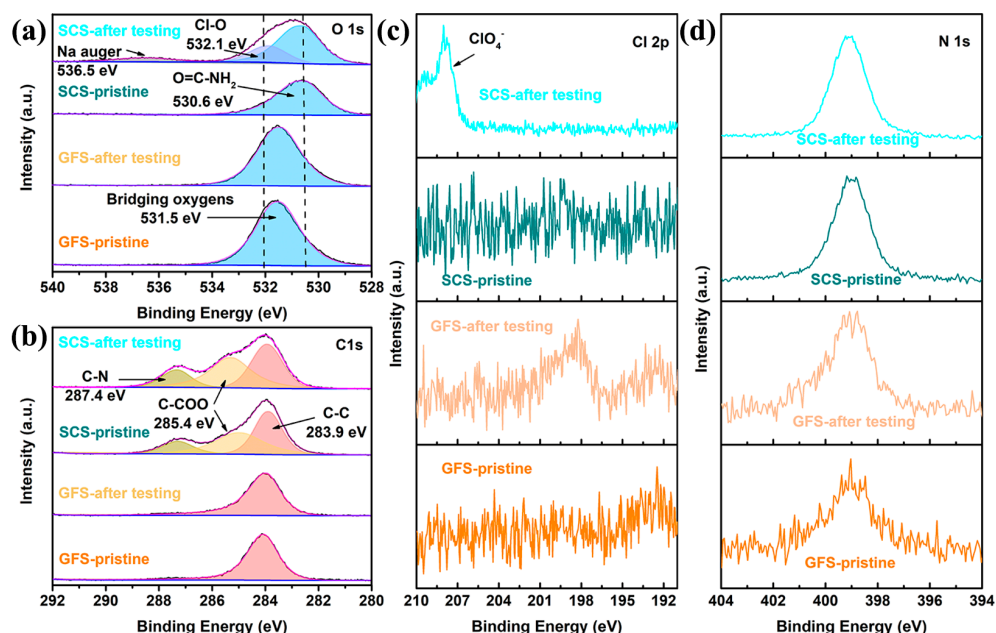 (a)
O 1s
SCS-after testing
Cl-O
532.1 eV
Na auger
536.5 eV
O=C-NH2
530.6 eV
SCS-pristine
GFS-after testing
Bridging oxygens
531.5 eV
GFS-pristine
Intensity (a.u.)
540 538 536 534 532 530 528
Binding Energy (eV)
(b)
C1s
SCS-after testing
C-N
287.4 eV
C-COO
285.4 eV
C-C
283.9 eV
SCS-pristine
GFS-after testing
GFS-pristine
Intensity (a.u.)
292 290 288 286 284 282 280
Binding Energy (eV)
(c)
Cl 2p
ClO4-
SCS-after testing
SCS-pristine
GFS-after testing
GFS-pristine
Intensity (a.u.)
210 207 204 201 198 195 192
Binding Energy (eV)
(d)
N 1s
SCS-after testing
SCS-pristine
GFS-after testing
GFS-pristine
Intensity (a.u.)
404 402 400 398 396 394
Binding Energy (eV)